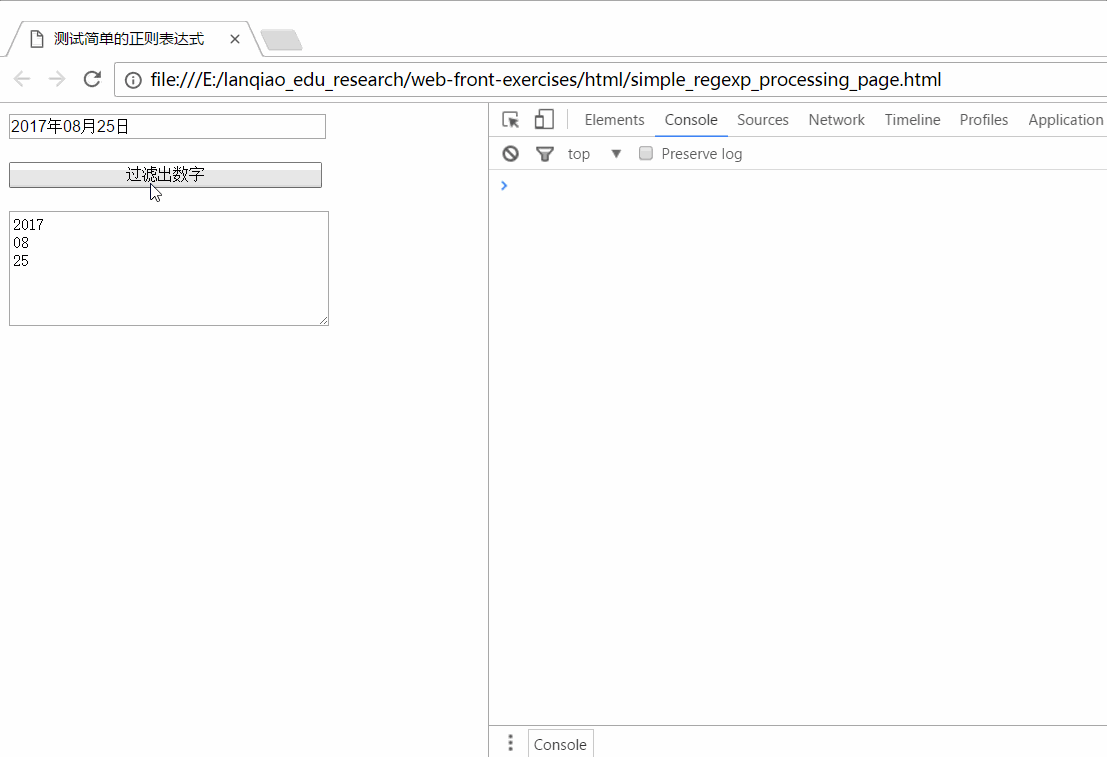 测试简单的正则表达式
file:///E:/lanqiao_edu_research/web-front-exercises/html/simple_regexp_processing_page.html
2017年08月25日
过滤出数字
2017
08
25
Elements Console Sources Network Timeline Profiles Application
top Preserve log
Console